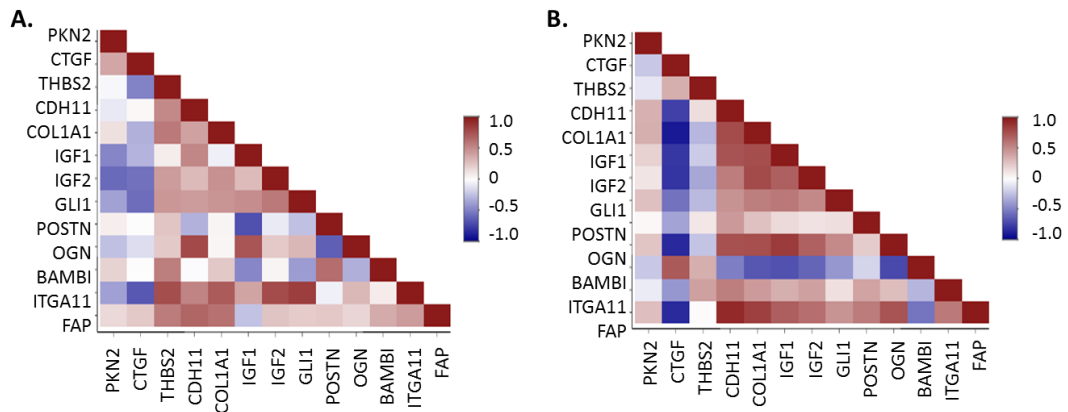 A.
PKN2
CTGF
THBS2
CDH11
COL1A1
IGF1
IGF2
GLI1
POSTN
OGN
BAMBI
ITGA11
FAP
1.0
0.5
0
-0.5
-1.0
PKN2
CTGF
THBS2
CDH11
COL1A1
IGF1
IGF2
GLI1
POSTN
OGN
BAMBI
ITGA11
FAP
B.
PKN2
CTGF
THBS2
CDH11
COL1A1
IGF1
IGF2
GLI1
POSTN
OGN
BAMBI
ITGA11
FAP
1.0
0.5
0
-0.5
-1.0
PKN2
CTGF
THBS2
CDH11
COL1A1
IGF1
IGF2
GLI1
POSTN
OGN
BAMBI
ITGA11
FAP